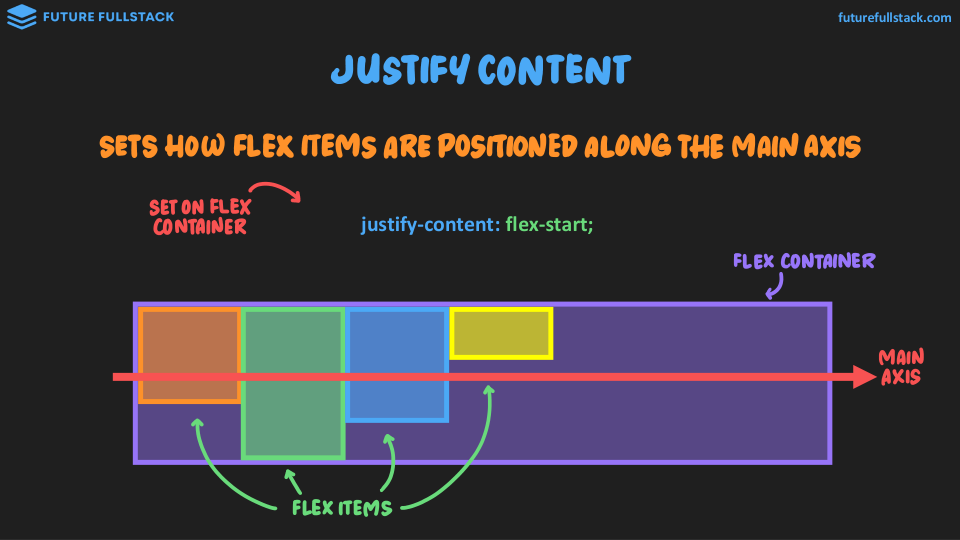 FUTURE FULLSTACK
futurefullstack.com
JUSTIFY CONTENT
SETS HOW FLEX ITEMS ARE POSITIONED ALONG THE MAIN AXIS
SET ON FLEX
CONTAINER
justify-content: flex-start;
FLEX CONTAINER
MAIN
AXIS
FLEX ITEMS